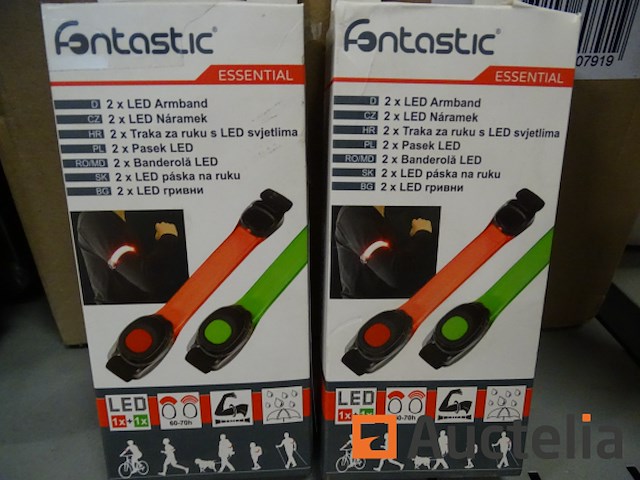 Fontastic®
ESSENTIAL
D 2 x LED Armband
CZ 2 x LED Náramek
HR 2 x Traka za ruku s LED svjetlima
PL 2 x Pasek LED
RO/MD 2 x Banderolă LED
SK 2 x LED páska na ruku
BG 2 x LED гривни
LED
1x+1x
60-70h
Fontastic®
ESSENTIAL
D 2 x LED Armband
CZ 2 x LED Náramek
HR 2 x Traka za ruku s LED svjetlima
PL 2 x Pasek LED
RO/MD 2 x Banderolă LED
SK 2 x LED páska na ruku
BG 2 x LED гривни
LED
1x+
60-70h
07919
Auctelia